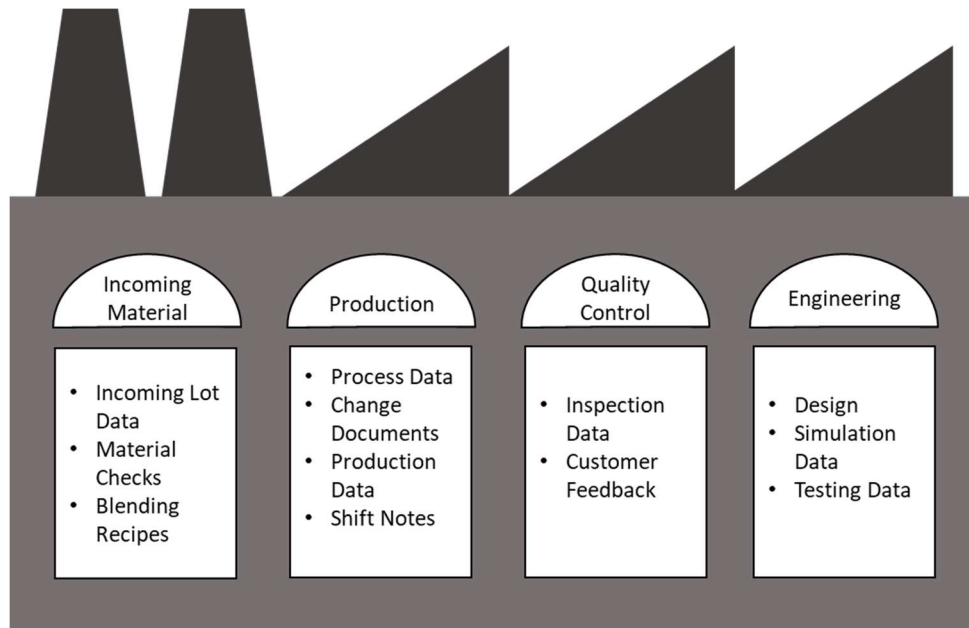 Incoming
Material
• Incoming Lot
Data
• Material
Checks
• Blending
Recipes
Production
• Process Data
• Change
Documents
• Production
Data
• Shift Notes
Quality
Control
• Inspection
Data
• Customer
Feedback
Engineering
• Design
• Simulation
Data
• Testing Data